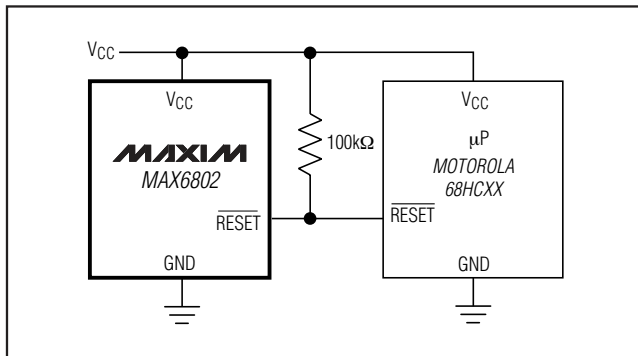 VCC
VCC
MAXIM
MAX6802
RESET
GND
100kΩ
VCC
μP
MOTOROLA
68HCXX
RESET
GND